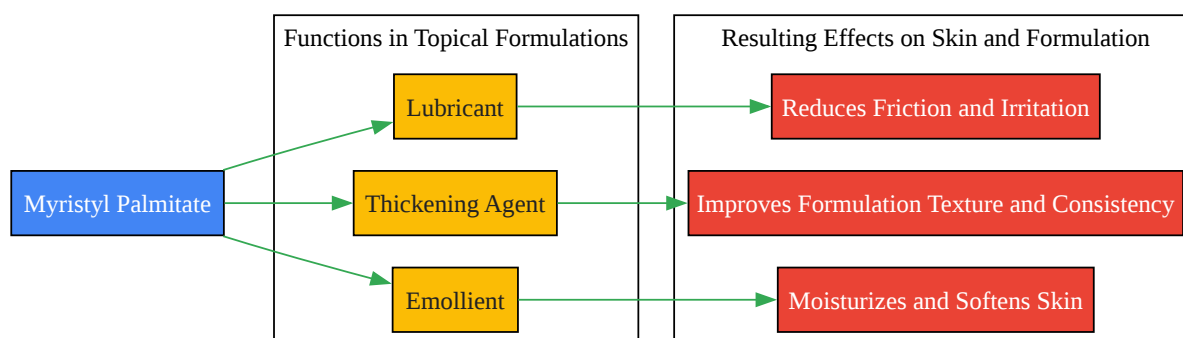 Functions in Topical Formulations
Resulting Effects on Skin and Formulation
Lubricant
Reduces Friction and Irritation
Myristyl Palmitate
Thickening Agent
Improves Formulation Texture and Consistency
Emollient
Moisturizes and Softens Skin